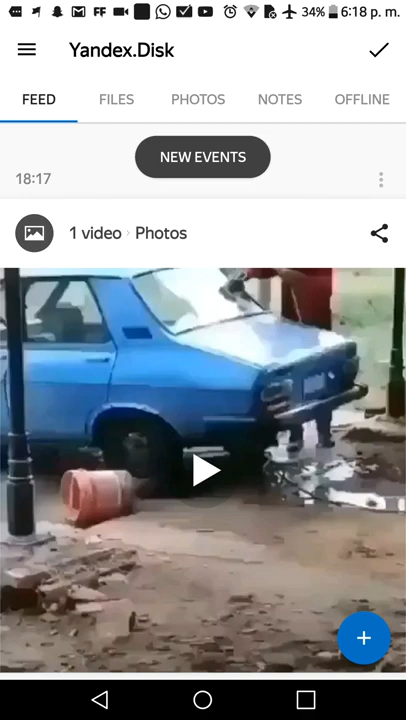 34% 6:18 p. m.
Yandex.Disk
FEED FILES PHOTOS NOTES OFFLINE
NEW EVENTS
18:17
1 video › Photos